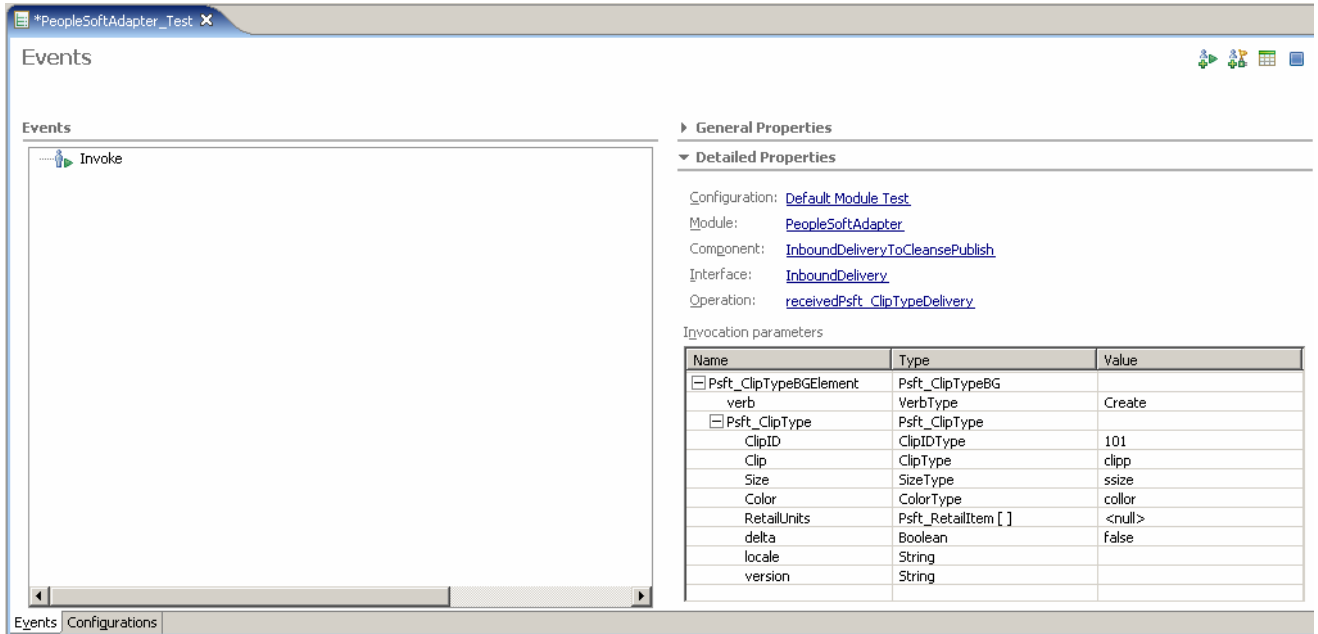 *PeopleSoftAdapter_Test
Events
Events
Invoke
General Properties
Detailed Properties
Configuration: Default Module Test
Module: PeopleSoftAdapter
Component: InboundDeliveryToCleansePublish
Interface: InboundDelivery
Operation: receivedPsft_ClipTypeDelivery
Invocation parameters
Name Type Value
Psft_ClipTypeBGElement Psft_ClipTypeBG
verb VerbType Create
Psft_ClipType Psft_ClipType
ClipID ClipIDType 101
Clip ClipType clipp
Size SizeType ssize
Color ColorType collor
RetailUnits Psft_RetailItem [ ] <null>
delta Boolean false
locale String
version String
Events Configurations